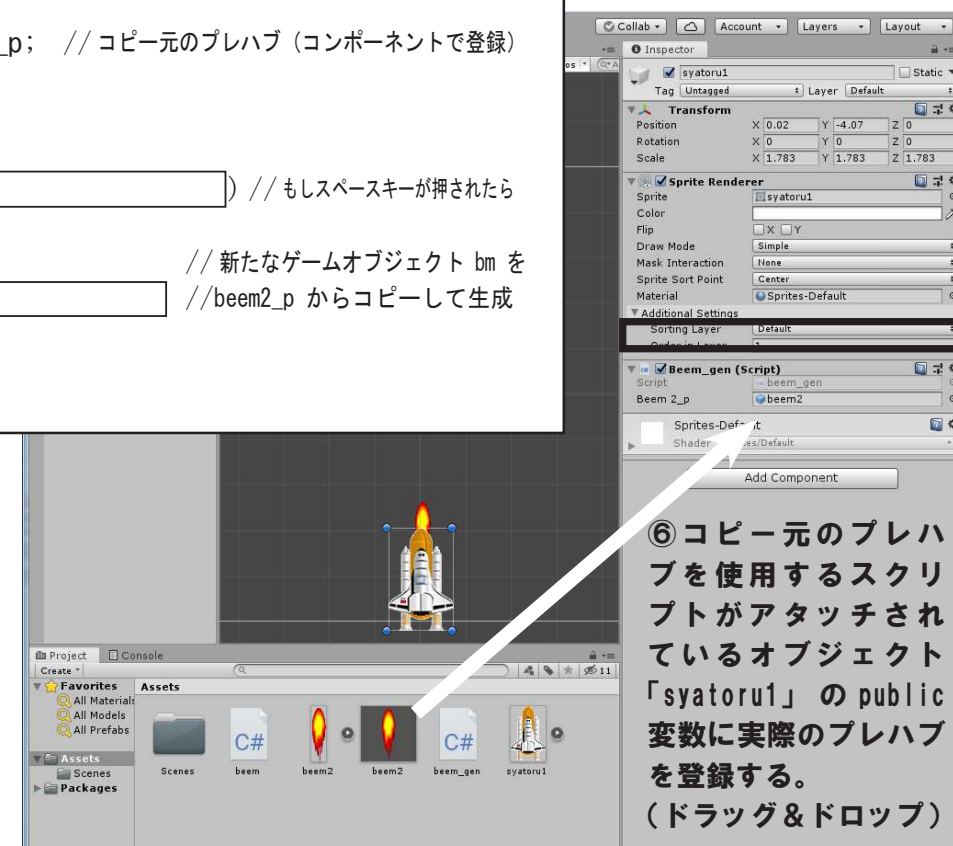 _p;　// コピー元のプレハブ（コンポーネントで登録）
) // もしスペースキーが押されたら
// 新たなゲームオブジェクト bm を
//beem2_p からコピーして生成
Collab
Account
Layers
Layout
Inspector
syatoru1
Static
Tag Untagged Layer Default
Transform
Position X 0.02 Y -4.07 Z 0
Rotation X 0 Y 0 Z 0
Scale X 1.783 Y 1.783 Z 1.783
Sprite Renderer
Sprite syatoru1
Color
Flip X Y
Draw Mode Simple
Mask Interaction None
Sprite Sort Point Center
Material Sprites-Default
Additional Settings
Sorting Layer Default
Order in Layer 1
Beem_gen (Script)
Script beem_gen
Beem 2_p beem2
Sprites-Default
Shader
Add Component
⑥コピー元のプレハ
ブを使用するスクリ
プトがアタッチされ
ているオブジェクト
「syatoru1」 の public
変数に実際のプレハブ
を登録する。
（ドラッグ＆ドロップ）
Project Console
Create
11
Favorites
All Materials
All Models
All Prefabs
Assets
Scenes
Packages
Assets
C#
C#
Scenes beem beem2 beem2 beem_gen syatoru1